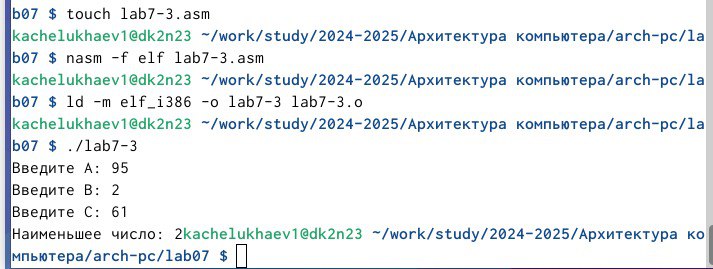 b07 $ touch lab7-3.asm
kachelukhaev1@dk2n23 ~/work/study/2024-2025/Архитектура компьютера/arch-pc/la
b07 $ nasm -f elf lab7-3.asm
kachelukhaev1@dk2n23 ~/work/study/2024-2025/Архитектура компьютера/arch-pc/la
b07 $ ld -m elf_i386 -o lab7-3 lab7-3.o
kachelukhaev1@dk2n23 ~/work/study/2024-2025/Архитектура компьютера/arch-pc/la
b07 $ ./lab7-3
Введите A: 95
Введите B: 2
Введите C: 61
Наименьшее число: 2kachelukhaev1@dk2n23 ~/work/study/2024-2025/Архитектура ко
мпьютера/arch-pc/lab07 $